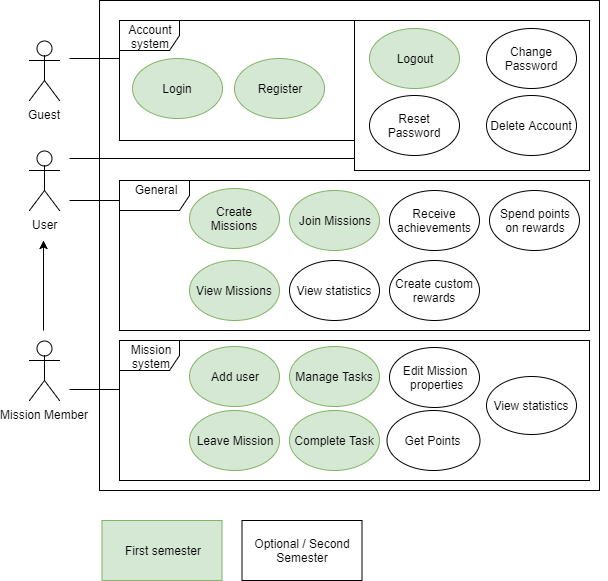 Account
system
Login
Register
Logout
Change
Password
Reset
Password
Delete Account
Guest
User
General
Create
Missions
Join Missions
Receive
achievements
Spend points
on rewards
View Missions
View statistics
Create custom
rewards
Mission Member
Mission
system
Add user
Manage Tasks
Edit Mission
properties
View statistics
Leave Mission
Complete Task
Get Points
First semester
Optional / Second
Semester